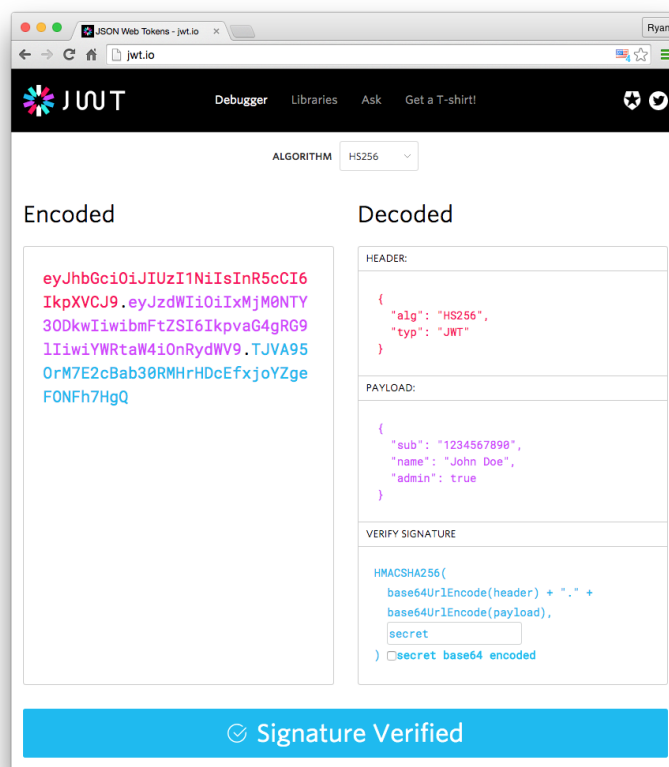 JSON Web Tokens - jwt.io
Ryan
jwt.io
JWT
Debugger Libraries Ask Get a T-shirt!
ALGORITHM HS256
Encoded
Decoded
eyJhbGciOiJIUzI1NiIsInR5cCI6
IkpXVCJ9.eyJzdWIiOiIxMjM0NTY
3ODkwIiwibmFtZSI6IkpvaG4gRG9
lIiwiYWRtaW4iOnRydWV9.TJVA95
OrM7E2cBab30RMHrHDcEfxjoYZge
FONFh7HgQ
HEADER:
{
"alg": "HS256",
"typ": "JWT"
}
PAYLOAD:
{
"sub": "1234567890",
"name": "John Doe",
"admin": true
}
VERIFY SIGNATURE
HMACSHA256(
base64UrlEncode(header) + "." +
base64UrlEncode(payload),
secret
) secret base64 encoded
Signature Verified